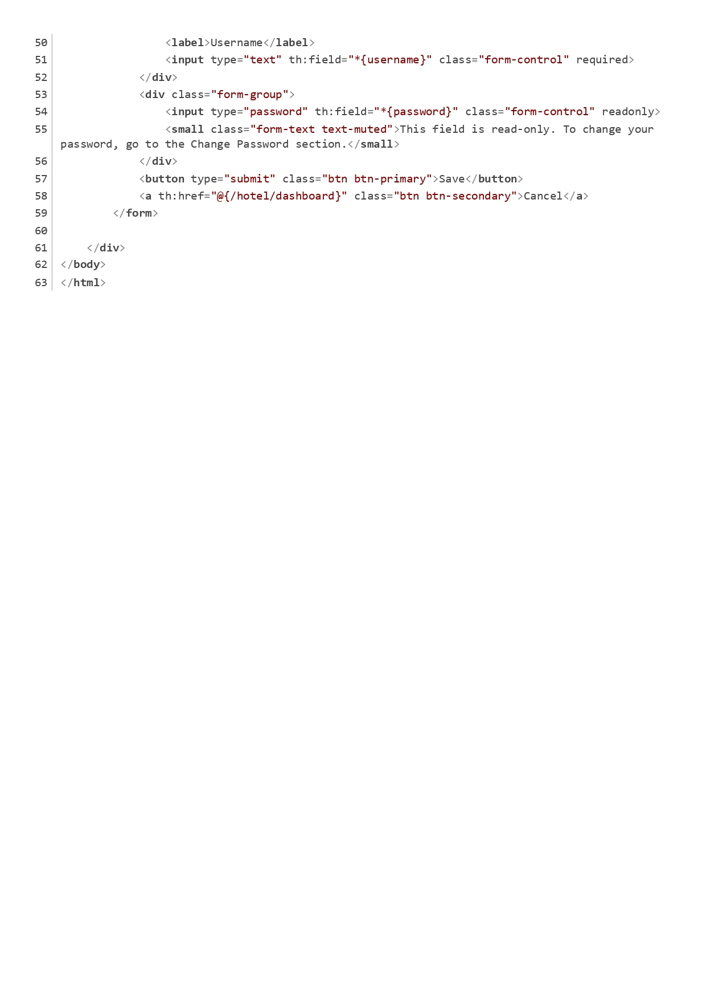 50 <label>Username</label>
51 <input type="text" th:field="*{username}" class="form-control" required>
52 </div>
53 <div class="form-group">
54 <input type="password" th:field="*{password}" class="form-control" readonly>
55 <small class="form-text text-muted">This field is read-only. To change your
password, go to the Change Password section.</small>
56 </div>
57 <button type="submit" class="btn btn-primary">Save</button>
58 <a th:href="@{/hotel/dashboard}" class="btn btn-secondary">Cancel</a>
59 </form>
60
61 </div>
62 </body>
63 </html>